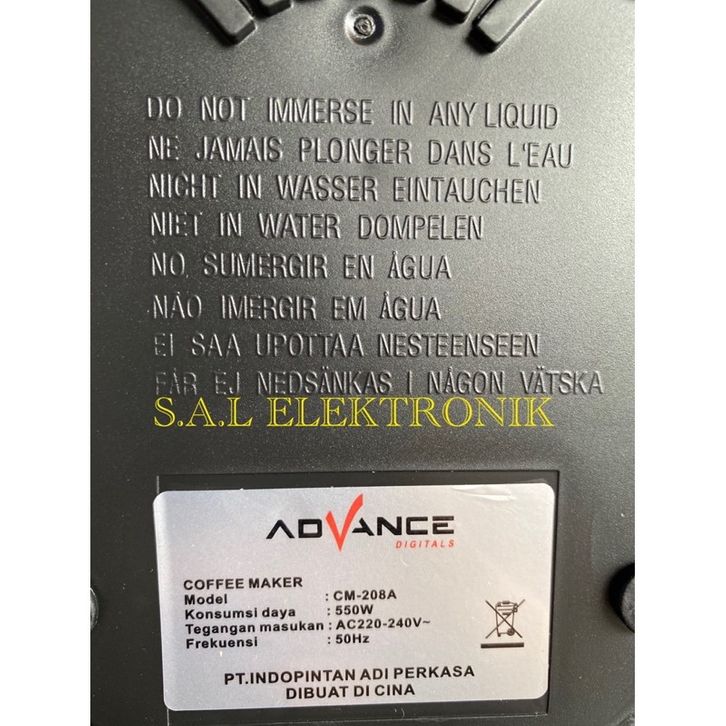 DO NOT IMMERSE IN ANY LIQUID
NE JAMAIS PLONGER DANS L'EAU
NICHT IN WASSER EINTAUCHEN
NIET IN WATER DOMPELEN
NO, SUMERGIR EN ÅGUA
NÃO IMERGIR EM ÅGUA
EI SAA UPOTTAA NESTEENSEEN
FÅR EJ NEDSÄNKAS I NÅGON VÄTSKA
S.A.L ELEKTRONIK
ADVANCE
DIGITALS
COFFEE MAKER
Model : CM-208A
Konsumsi daya : 550W
Tegangan masukan : AC220-240V~
Frekuensi : 50Hz
PT.INDOPINTAN ADI PERKASA
DIBUAT DI CINA